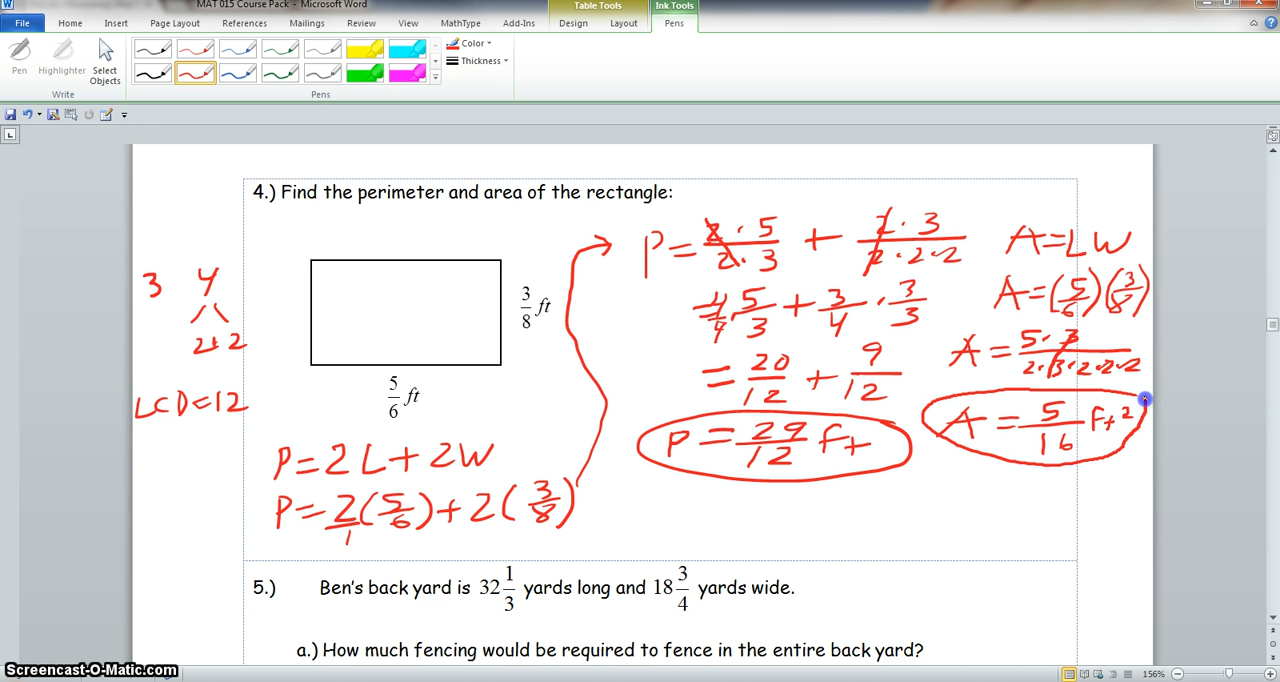 MAT 015 Course Pack - Microsoft Word
Table Tools
Ink Tools
File Home Insert Page Layout References Mailings Review View MathType Add-Ins Design Layout Pens
Pen Highlighter Select Objects
Color
Thickness
Write
Pens
4.) Find the perimeter and area of the rectangle:
3/8 ft
5/6 ft
3 4
2 2
LCD = 12
P = 2L + 2W
P = 2/1 (5/6) + 2 (3/8)
P = 2·5/2·3 + 2·3/2·2·2
4/4 · 5/3 + 3/4 · 3/3
= 20/12 + 9/12
P = 29/12 ft
A = LW
A = (5/6)(3/8)
A = 5·3/2·3·2·2·2
A = 5/16 ft²
5.) Ben's back yard is 32 1/3 yards long and 18 3/4 yards wide.
a.) How much fencing would be required to fence in the entire back yard?
Screencast-O-Matic.com
156%